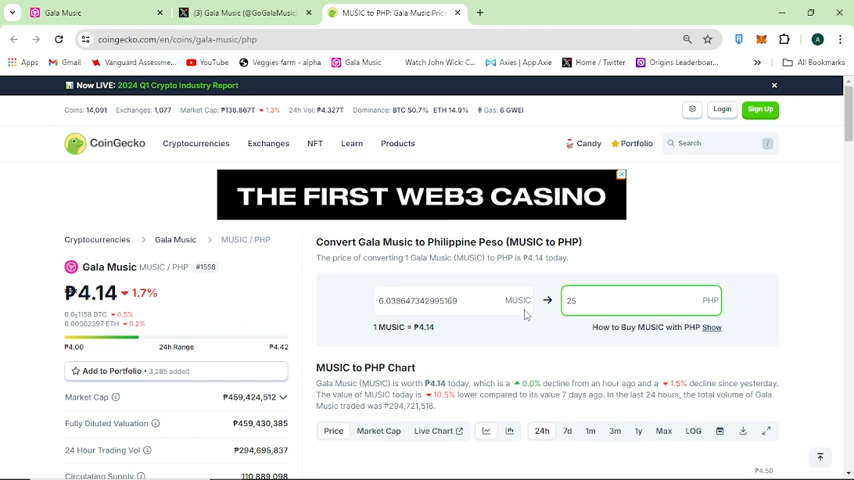 Gala Music
(3) Gala Music (@GoGalaMusic)
MUSIC to PHP: Gala Music Price
coingecko.com/en/coins/gala-music/php
Apps
Gmail
Vanguard Assessme...
YouTube
Veggies farm - alpha
Gala Music
Watch John Wick: C...
Axies | App.Axie
Home / Twitter
Origins Leaderboar...
All Bookmarks
Now LIVE: 2024 Q1 Crypto Industry Report
Coins: 14,091 Exchanges: 1,077 Market Cap: ₱138.867T 1.3% 24h Vol: ₱4.327T Dominance: BTC 50.7% ETH 14.9% Gas: 6 GWEI
Login
Sign Up
CoinGecko
Cryptocurrencies Exchanges NFT Learn Products
Candy
Portfolio
Search /
THE FIRST WEB3 CASINO
Cryptocurrencies > Gala Music > MUSIC / PHP
Gala Music MUSIC / PHP #1558
₱4.14 1.7%
0.0₅1158 BTC 0.5%
0.00002397 ETH 0.2%
₱4.00 24h Range ₱4.42
Add to Portfolio • 3,285 added
Market Cap ₱459,424,512
Fully Diluted Valuation ₱459,430,385
24 Hour Trading Vol ₱294,695,837
Circulating Supply 110,889,098
Convert Gala Music to Philippine Peso (MUSIC to PHP)
The price of converting 1 Gala Music (MUSIC) to PHP is ₱4.14 today.
6.038647342995169 MUSIC → 25 PHP
1 MUSIC = ₱4.14
How to Buy MUSIC with PHP Show
MUSIC to PHP Chart
Gala Music (MUSIC) is worth ₱4.14 today, which is a 0.0% decline from an hour ago and a 1.5% decline since yesterday.
The value of MUSIC today is 10.5% lower compared to its value 7 days ago. In the last 24 hours, the total volume of Gala
Music traded was ₱294,721,516.
Price Market Cap Live Chart
24h 7d 1m 3m 1y Max LOG
₱4.50